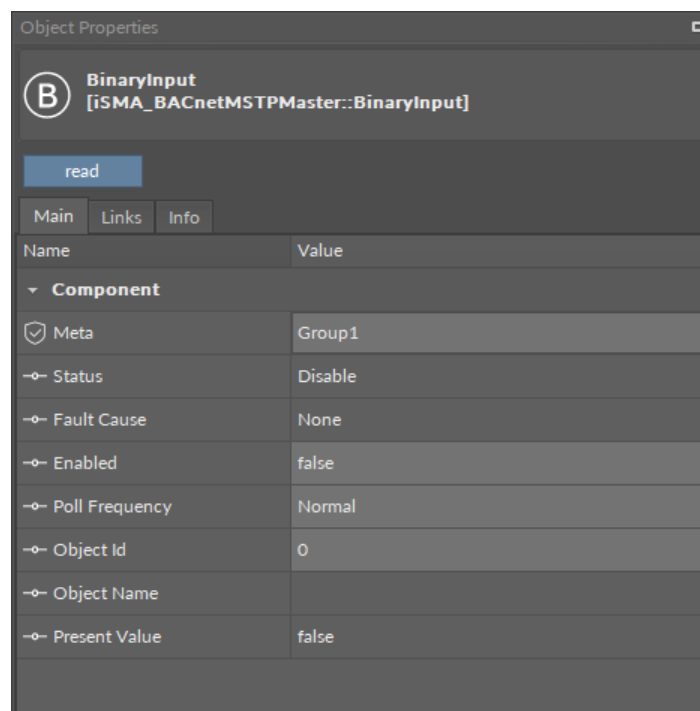 Object Properties
B
BinaryInput
[iSMA_BACnetMSTPMaster::BinaryInput]
read
Main Links Info
Name Value
Component
Meta Group1
Status Disable
Fault Cause None
Enabled false
Poll Frequency Normal
Object Id 0
Object Name
Present Value false